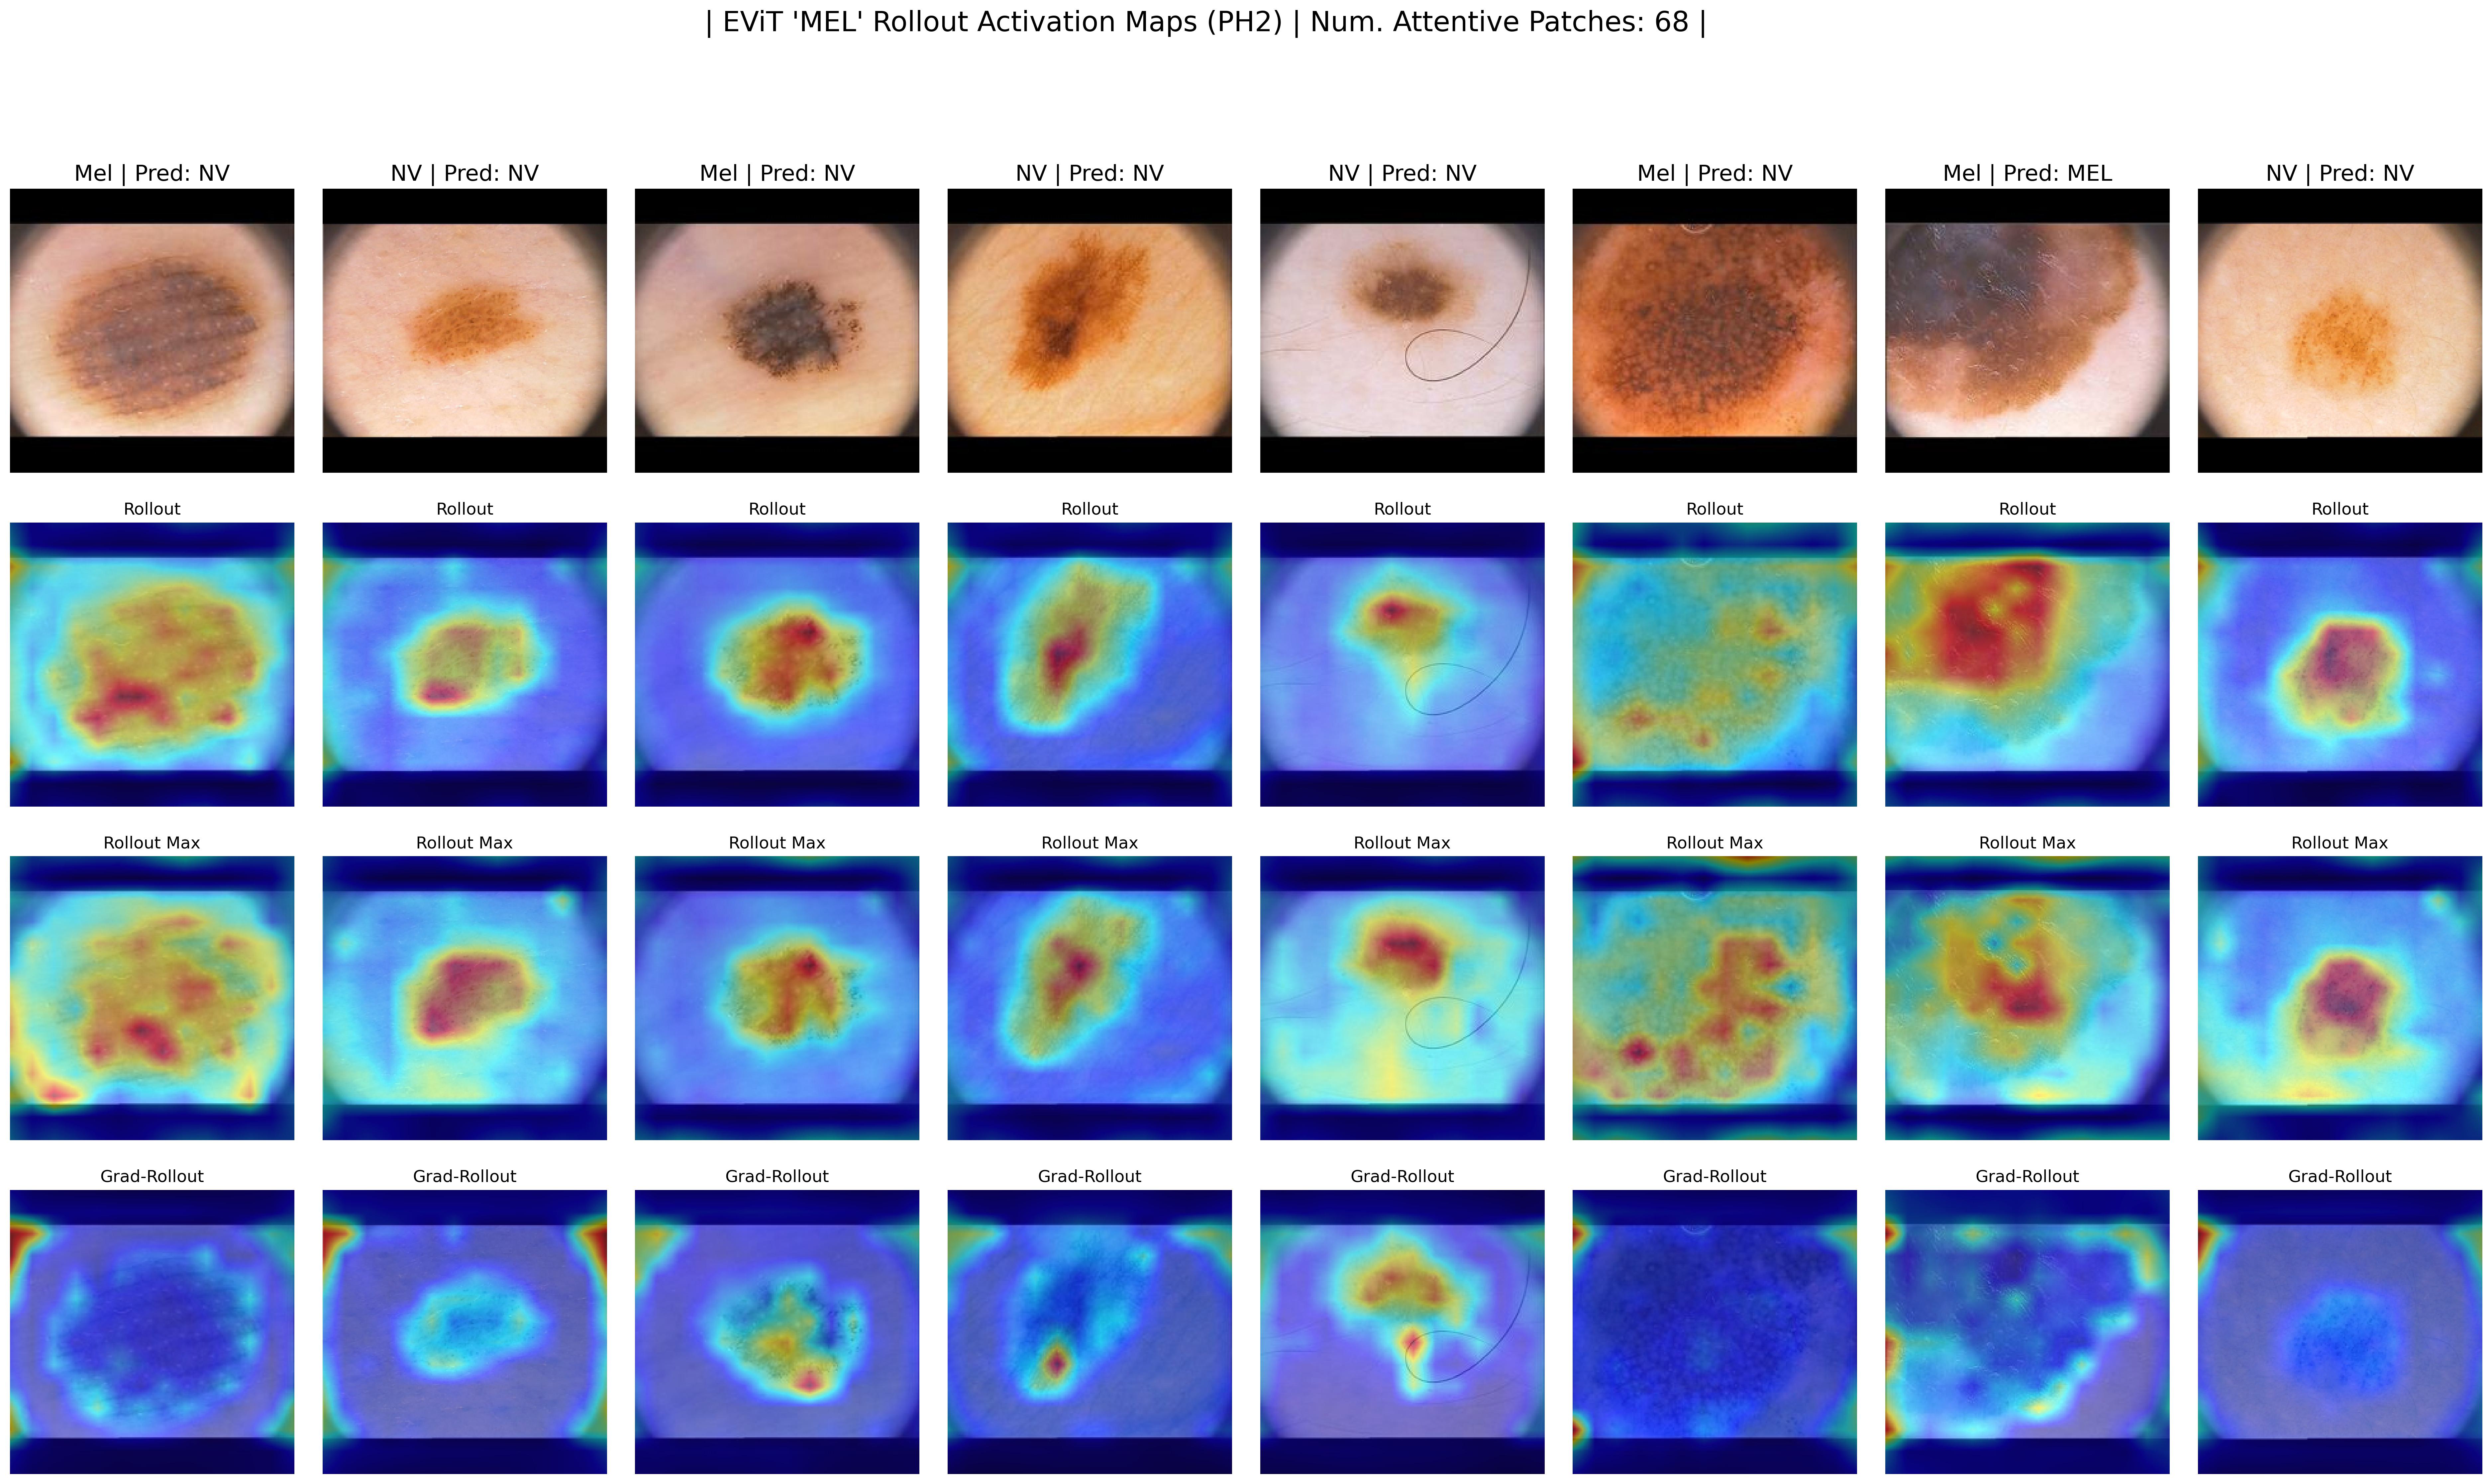 | EViT 'MEL' Rollout Activation Maps (PH2) | Num. Attentive Patches: 68 |
Mel | Pred: NV
NV | Pred: NV
Mel | Pred: NV
NV | Pred: NV
NV | Pred: NV
Mel | Pred: NV
Mel | Pred: MEL
NV | Pred: NV
Rollout
Rollout
Rollout
Rollout
Rollout
Rollout
Rollout
Rollout
Rollout Max
Rollout Max
Rollout Max
Rollout Max
Rollout Max
Rollout Max
Rollout Max
Rollout Max
Grad-Rollout
Grad-Rollout
Grad-Rollout
Grad-Rollout
Grad-Rollout
Grad-Rollout
Grad-Rollout
Grad-Rollout